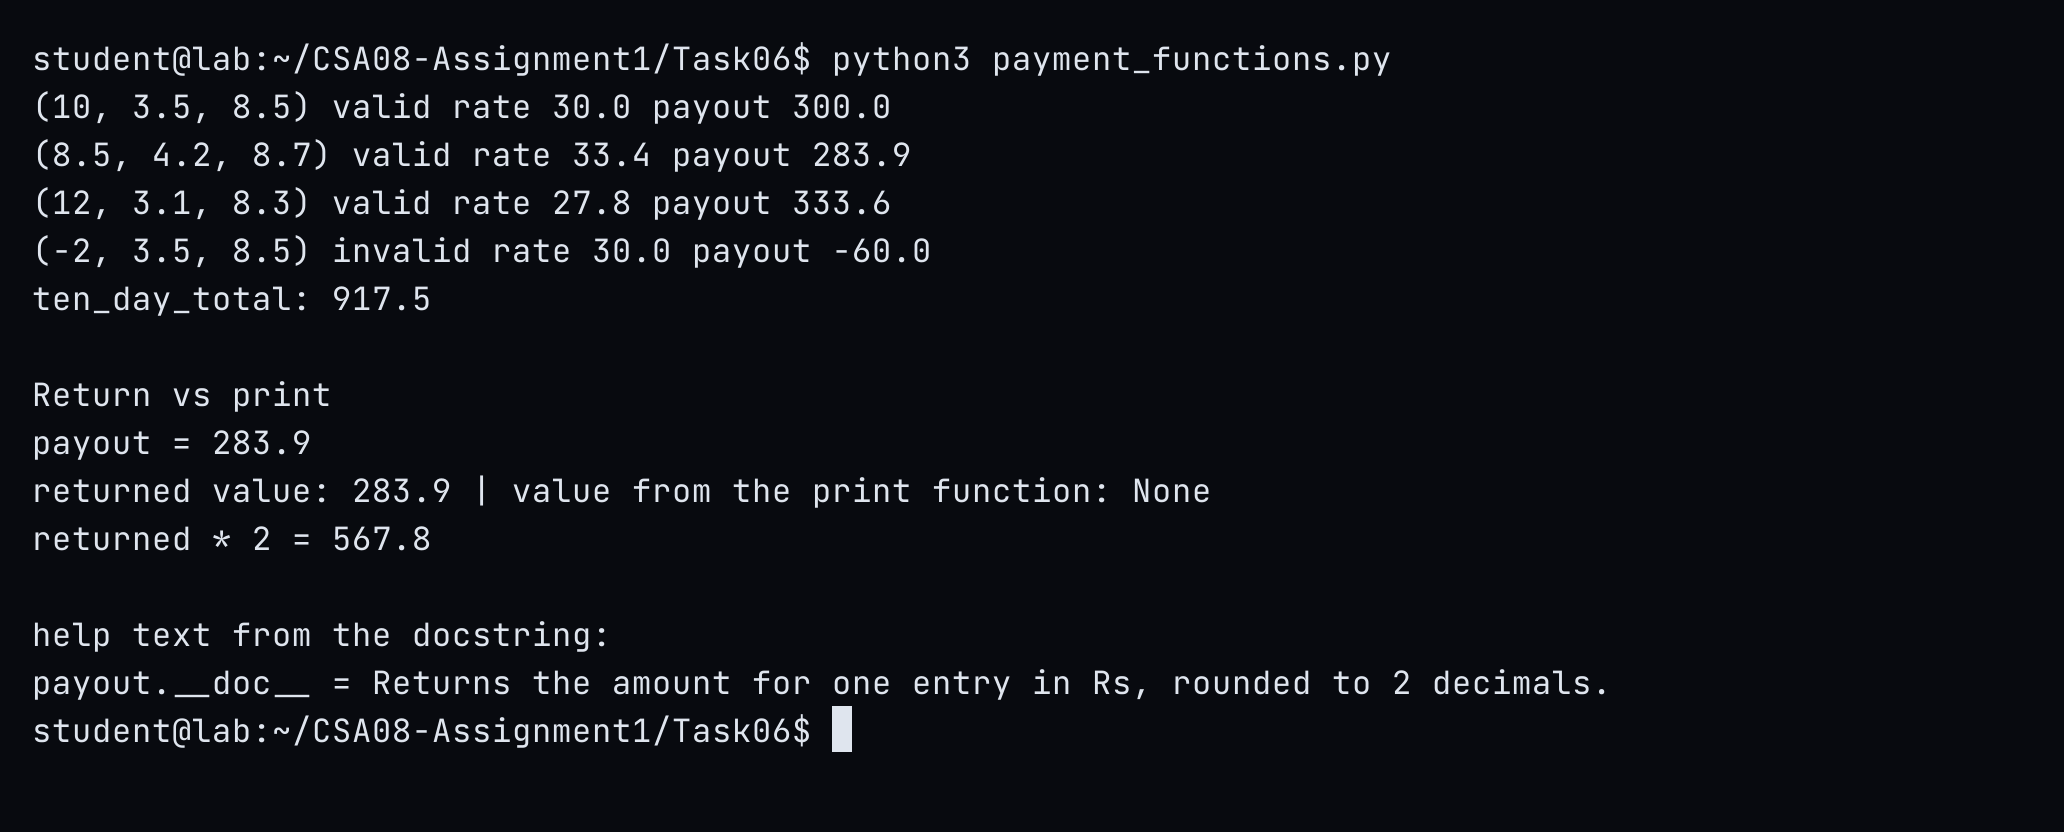 student@lab:~/CSA08-Assignment1/Task06$ python3 payment_functions.py
(10, 3.5, 8.5) valid rate 30.0 payout 300.0
(8.5, 4.2, 8.7) valid rate 33.4 payout 283.9
(12, 3.1, 8.3) valid rate 27.8 payout 333.6
(-2, 3.5, 8.5) invalid rate 30.0 payout -60.0
ten_day_total: 917.5

Return vs print
payout = 283.9
returned value: 283.9 | value from the print function: None
returned * 2 = 567.8

help text from the docstring:
payout.__doc__ = Returns the amount for one entry in Rs, rounded to 2 decimals.
student@lab:~/CSA08-Assignment1/Task06$